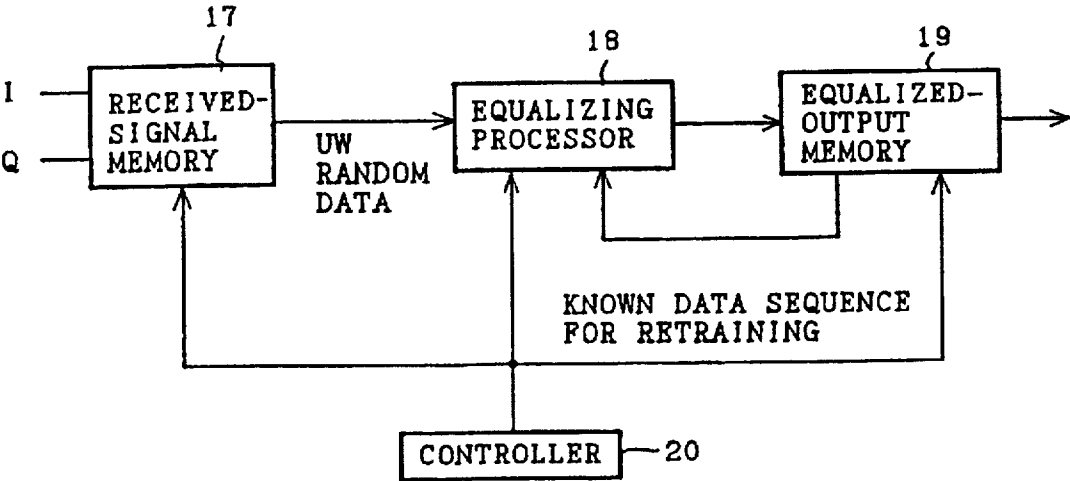 17
18
19
I
Q
RECEIVED-
SIGNAL
MEMORY
UW
RANDOM
DATA
EQUALIZING
PROCESSOR
EQUALIZED-
OUTPUT
MEMORY
KNOWN DATA SEQUENCE
FOR RETRAINING
CONTROLLER
20